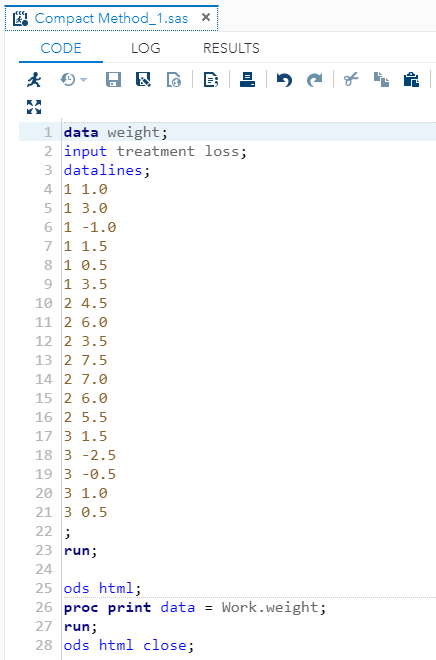 Compact Method_1.sas ×
CODE LOG RESULTS
1 data weight;
2 input treatment loss;
3 datalines;
4 1 1.0
5 1 3.0
6 1 -1.0
7 1 1.5
8 1 0.5
9 1 3.5
10 2 4.5
11 2 6.0
12 2 3.5
13 2 7.5
14 2 7.0
15 2 6.0
16 2 5.5
17 3 1.5
18 3 -2.5
19 3 -0.5
20 3 1.0
21 3 0.5
22 ;
23 run;
24
25 ods html;
26 proc print data = Work.weight;
27 run;
28 ods html close;